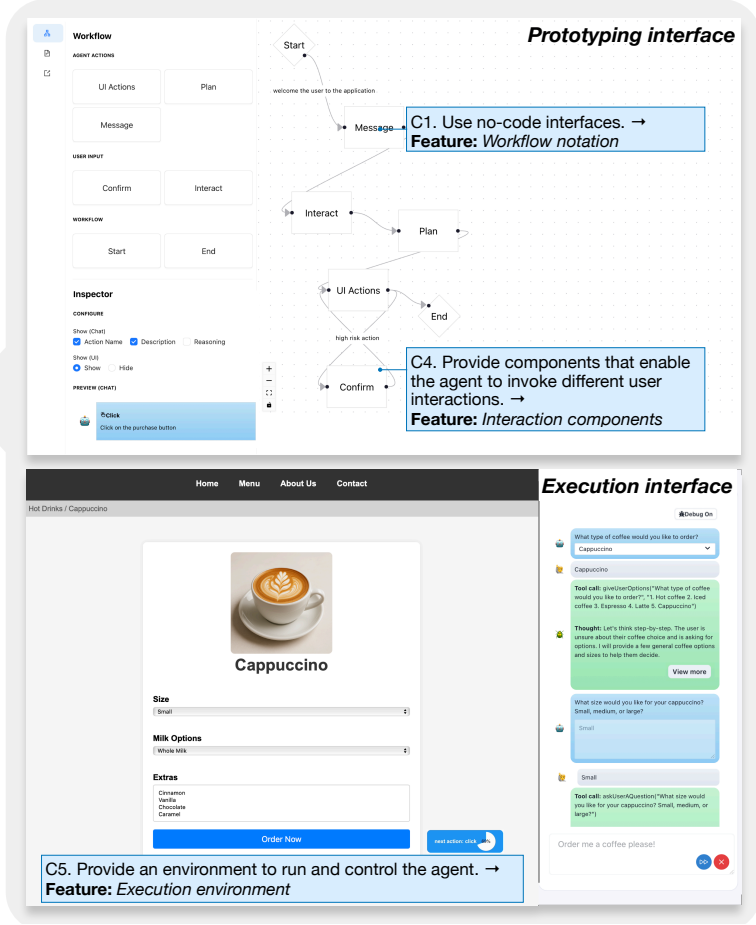 Prototyping interface
Workflow
AGENT ACTIONS
UI Actions
Plan
Message
USER INPUT
Confirm
Interact
WORKFLOW
Start
End
Inspector
CONFIGURE
Show (Chat)
Action Name
Description
Reasoning
Show (UI)
Show
Hide
PREVIEW (CHAT)
Click
Click on the purchase button
Start
welcome the user to the application
Message
C1. Use no-code interfaces. →
Feature: Workflow notation
Interact
Plan
UI Actions
End
high risk action
Confirm
C4. Provide components that enable
the agent to invoke different user
interactions. →
Feature: Interaction components
Execution interface
Home Menu About Us Contact
Hot Drinks / Cappuccino
Cappuccino
Size
Small
Milk Options
Whole Milk
Extras
Cinnamon
Vanilla
Chocolate
Caramel
Order Now
next action: click
C5. Provide an environment to run and control the agent. →
Feature: Execution environment
Debug On
What type of coffee would you like to order?
Cappuccino
Cappuccino
Tool call: giveUserOptions("What type of coffee
would you like to order?", "1. Hot coffee 2. Iced
coffee 3. Espresso 4. Latte 5. Cappuccino")
Thought: Let's think step-by-step. The user is
unsure about their coffee choice and is asking for
options. I will provide a few general coffee options
and sizes to help them decide.
View more
What size would you like for your cappuccino?
Small, medium, or large?
Small
Small
Tool call: askUserAQuestion("What size would
you like for your cappuccino? Small, medium, or
large?")
Order me a coffee please!